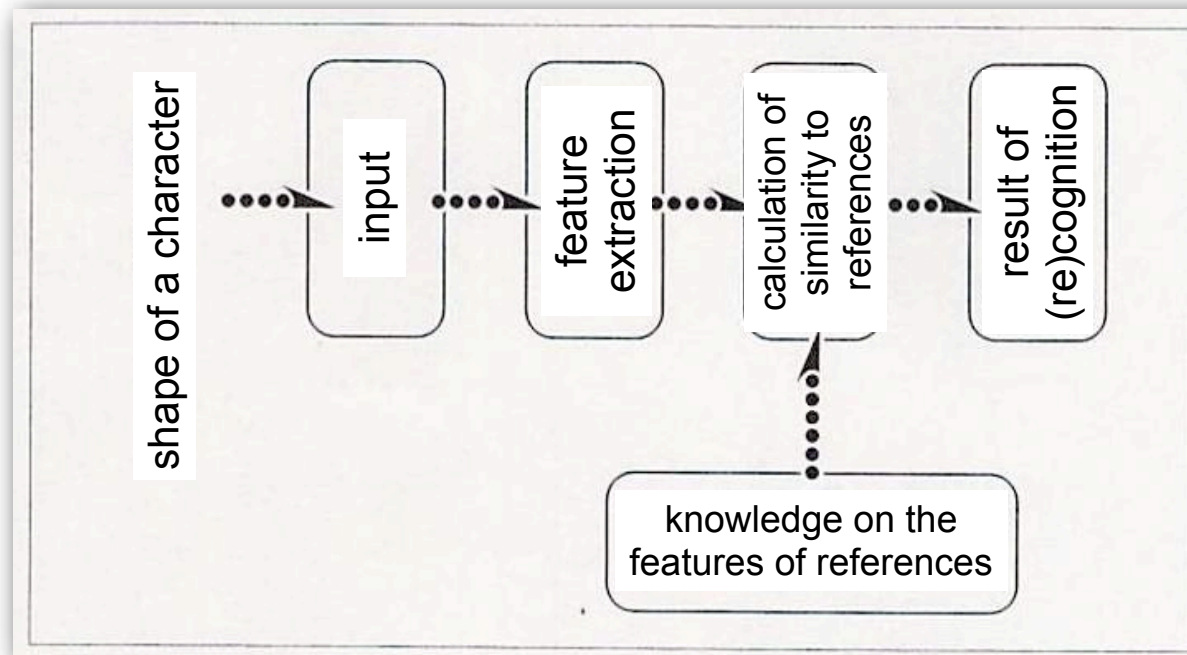 shape of a character
input
feature
extraction
calculation of
similarity to
references
result of
(re)cognition
knowledge on the
features of references